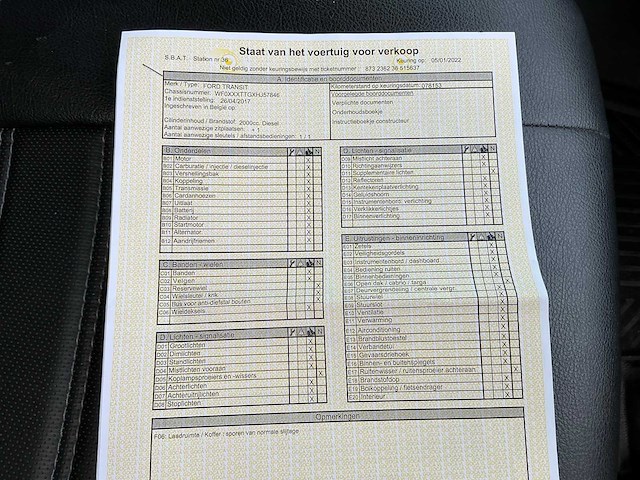 Staat van het voertuig voor verkoop
S.B.A.T. Station nr.36
Keuring op: 05/01/2022
Niet geldig zonder keuringsbewijs met ticketnummer : 873 2362 36 515637
A. Identificatie en boorddocumenten
Merk / Type: FORD TRANSIT
Chassisnummer: WF0XXXTTGXHJ57846
1e indienststelling: 26/04/2017
Ingeschreven in België op:
Cilinderinhoud / Brandstof: 2000cc, Diesel
Aantal aanwezige zitplaatsen: + 1
Aantal aanwezige sleutels / afstandsbedieningen: 1 / 1
Kilometerstand op keuringsdatum: 078153
Voorgelegde boorddocumenten
Verplichte documenten
Onderhoudsboekje
Instructieboekje constructeur
B. Onderdelen N
B01 Motor X
B02 Carburatie / injectie / dieselinjectie X
B03 Versnellingsbak X
B04 Koppeling X
B05 Transmissie X
B06 Cardanhoezen X
B07 Uitlaat X
B08 Batterij X
B09 Radiator X
B10 Startmotor X
B11 Alternator X
B12 Aandrijfriemen X
C. Banden - wielen N
C01 Banden X
C02 Velgen X
C03 Reservewiel X
C04 Wielsleutel / krik X
C05 Bus voor anti-diefstal bouten X
C06 Wieldeksels X
D. Lichten - signalisatie N
D01 Grootlichten X
D02 Dimlichten X
D03 Standlichten X
D04 Mistlichten vooraan X
D05 Koplampsproeiers en -wissers X
D06 Achterlichten X
D07 Achteruitrijlichten X
D08 Stoplichten X
D. Lichten - signalisatie N
D09 Mistlicht achteraan X
D10 Richtingaanwijzers X
D11 Supplementaire lichten X
D12 Reflectoren X
D13 Kentekenplaatverlichting X
D14 Geluidshoorn X
D15 Instrumentenbord: verlichting X
D16 Verklikkerlichtjes X
D17 Binnenverlichting X
E. Uitrustingen - binneninrichting N
E01 Zetels X
E02 Veiligheidsgordels X
E03 Instrumentenbord / dashboard X
E04 Bediening ruiten X
E05 Binnenbedieningen X
E06 Open dak / cabrio / targa X
E07 Deurvergrendeling / centrale vergr. X
E08 Stuurwiel X
E09 Stuurslot X
E10 Ventilatie X
E11 Verwarming X
E12 Airconditioning X
E13 Brandblustoestel X
E14 Verbandetui X
E15 Gevaarsdriehoek X
E16 Binnen- en buitenspiegels X
E17 Ruitenwisser / ruitensproeier achteraan X
E18 Brandstofdop X
E19 Bolkoppeling / fietsendrager X
E20 Interieur X
Opmerkingen
F06: Laadruimte / Koffer / sporen van normale slijtage